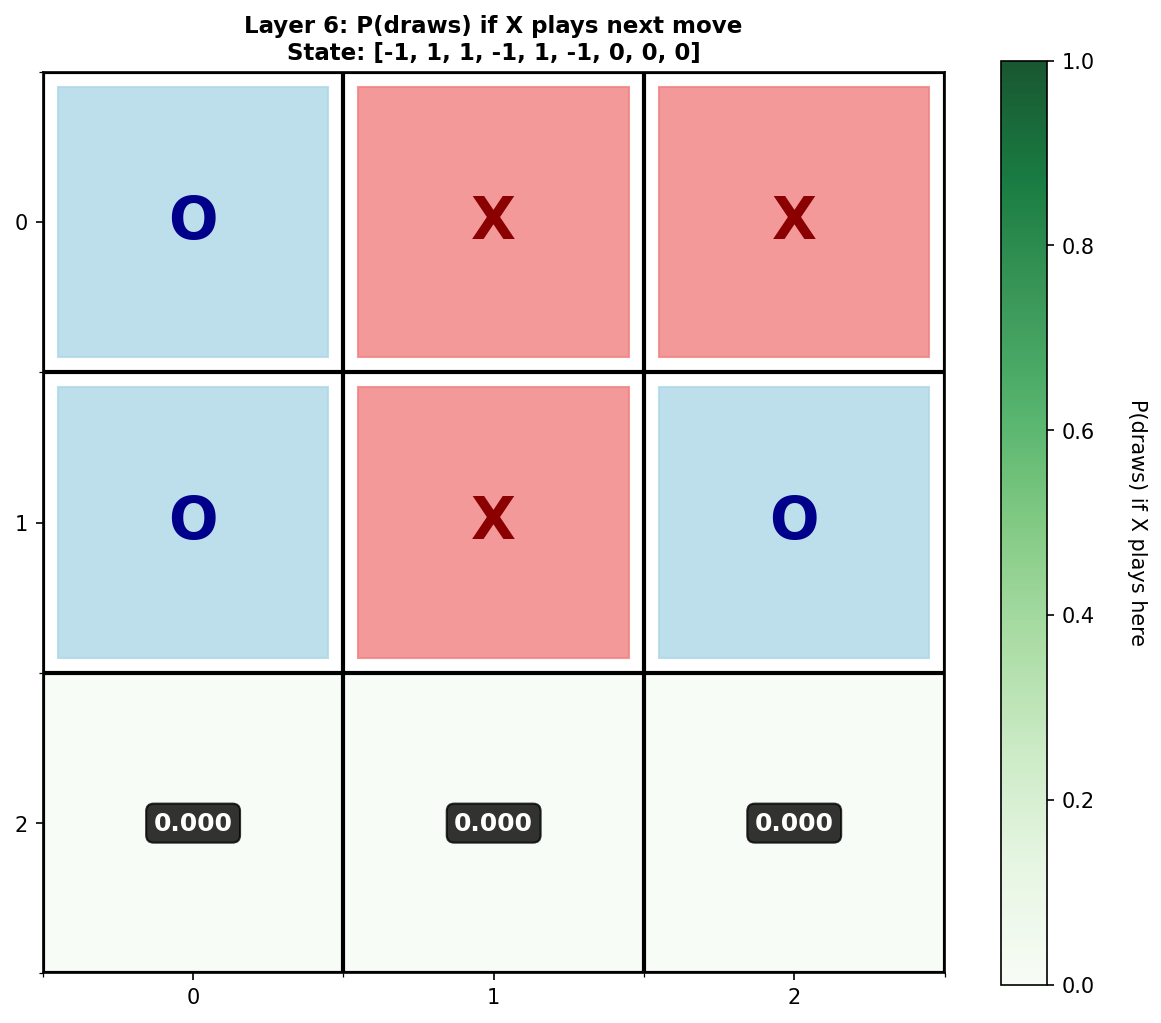 Layer 6: P(draws) if X plays next move
State: [-1, 1, 1, -1, 1, -1, 0, 0, 0]
1.0
0.8
0.6
0.4
0.2
0.0
P(draws) if X plays here
0
O
X
X
1
O
X
O
2
0.000
0.000
0.000
0
1
2